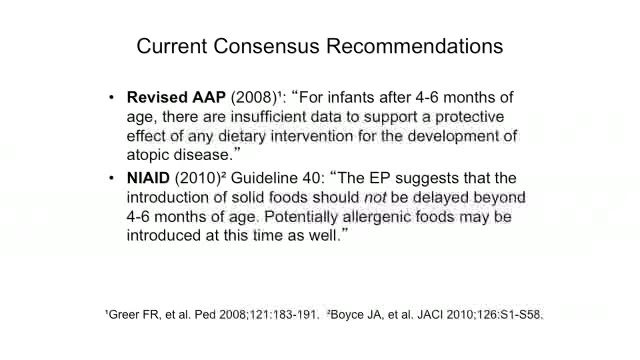 Current Consensus Recommendations
• Revised AAP (2008)¹: “For infants after 4-6 months of
age, there are insufficient data to support a protective
effect of any dietary intervention for the development of
atopic disease.”
• NIAID (2010)² Guideline 40: “The EP suggests that the
introduction of solid foods should not be delayed beyond
4-6 months of age. Potentially allergenic foods may be
introduced at this time as well.”
¹Greer FR, et al. Ped 2008;121:183-191. ²Boyce JA, et al. JACI 2010;126:S1-S58.